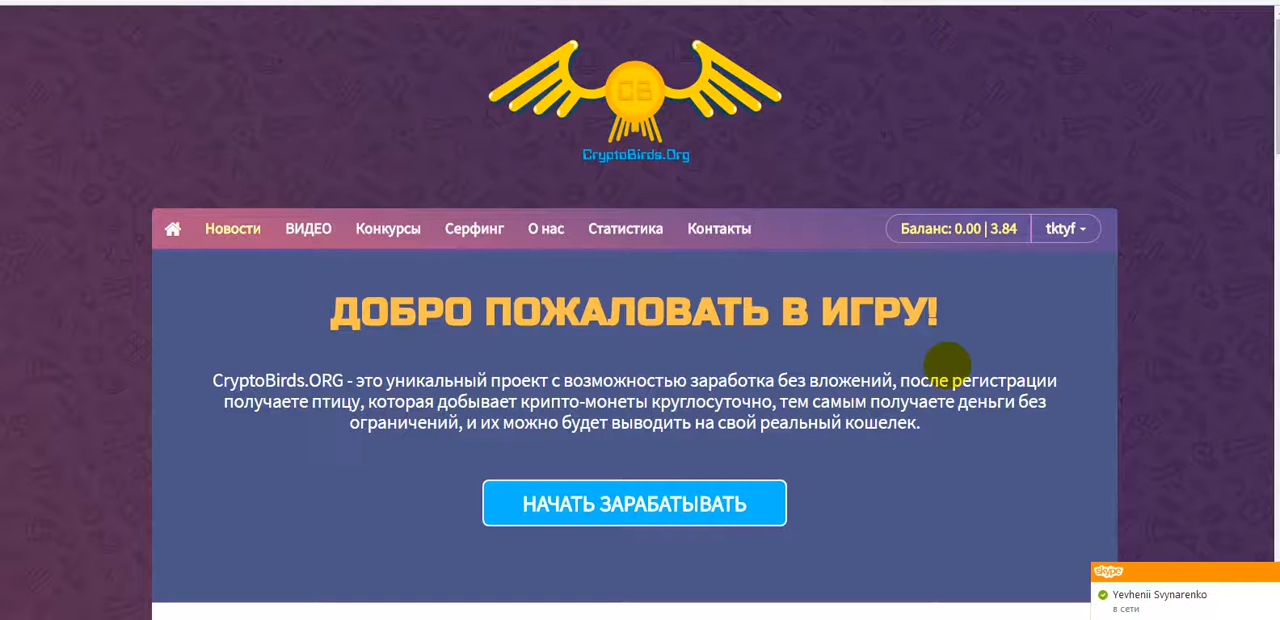 CB
CryptoBirds.Org
Новости ВИДЕО Конкурсы Серфинг О нас Статистика Контакты Баланс: 0.00 | 3.84 tktyf
ДОБРО ПОЖАЛОВАТЬ В ИГРУ!
CryptoBirds.ORG - это уникальный проект с возможностью заработка без вложений, после регистрации
получаете птицу, которая добывает крипто-монеты круглосуточно, тем самым получаете деньги без
ограничений, и их можно будет выводить на свой реальный кошелек.
НАЧАТЬ ЗАРАБАТЫВАТЬ
skype
Yevhenii Svynarenko
в сети